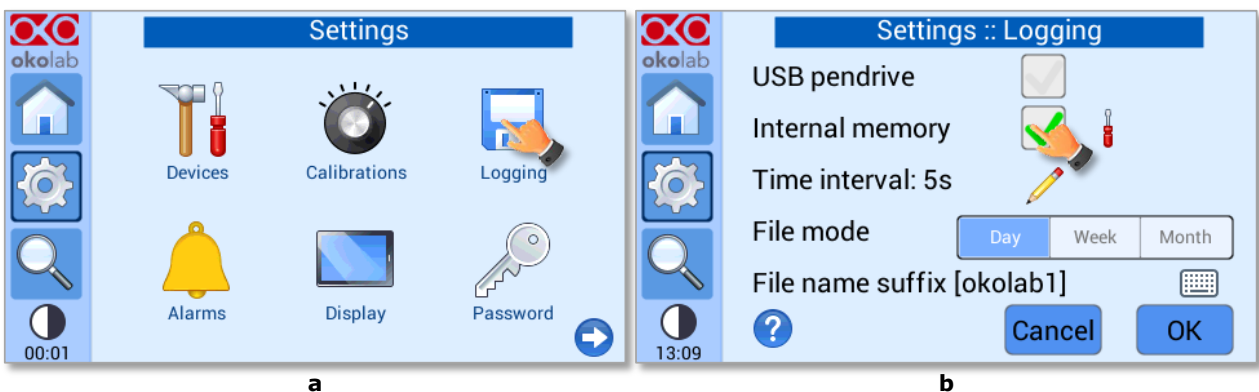 okolab
Settings
Devices Calibrations Logging
Alarms Display Password
00:01
a
okolab
Settings :: Logging
USB pendrive
Internal memory
Time interval: 5s
File mode Day Week Month
File name suffix [okolab1]
Cancel OK
13:09
b